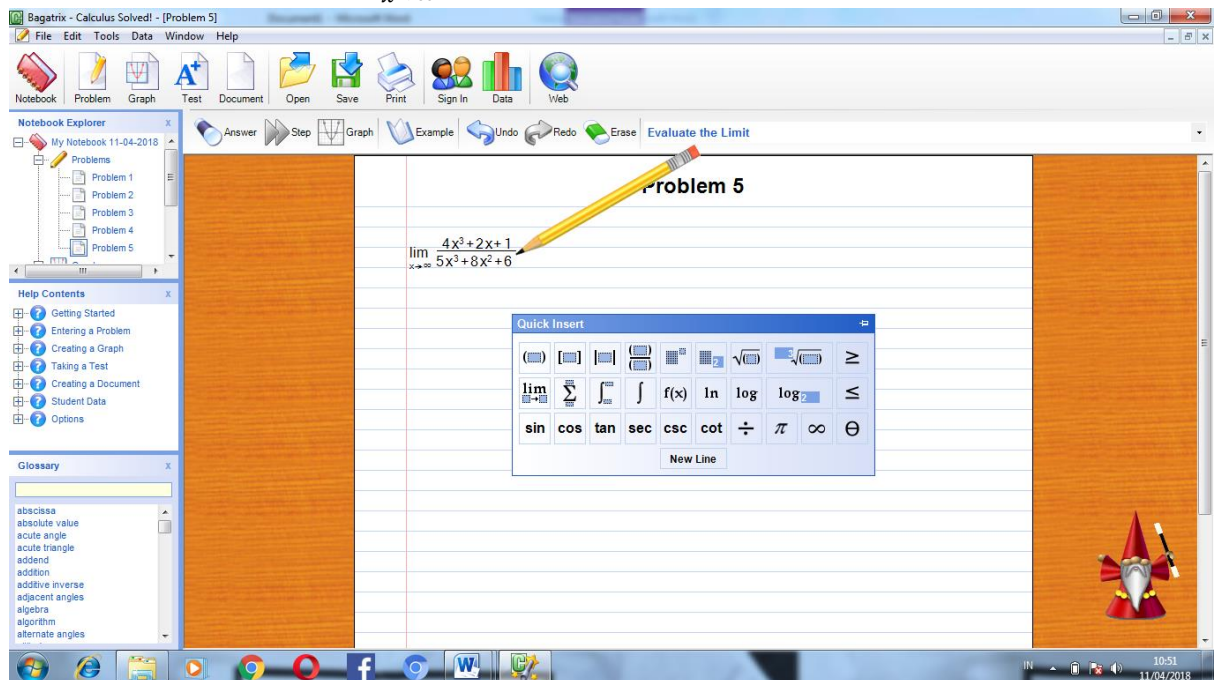 Bagatrix - Calculus Solved! - [Problem 5]
File Edit Tools Data Window Help
Notebook Problem Graph Test Document Open Save Print Sign In Data Web
Notebook Explorer x
My Notebook 11-04-2018
Problems
Problem 1
Problem 2
Problem 3
Problem 4
Problem 5
Answer Step Graph Example Undo Redo Erase Evaluate the Limit
Problem 5
lim x→∞ 4x³+2x+1
5x³+8x²+6
Help Contents x
Getting Started
Entering a Problem
Creating a Graph
Taking a Test
Creating a Document
Student Data
Options
Quick Insert
(▒) [▒] |▒| (▒)/(▒) ▒^▒ ▒2 √(▒) 3√(▒) ≥
lim ▒→▒ Σ ∫ ∫ f(x) ln log log2 ≤
sin cos tan sec csc cot ÷ π ∞ Θ
New Line
Glossary x
abscissa
absolute value
acute angle
acute triangle
addend
addition
additive inverse
adjacent angles
algebra
algorithm
alternate angles
IN 10:51
11/04/2018